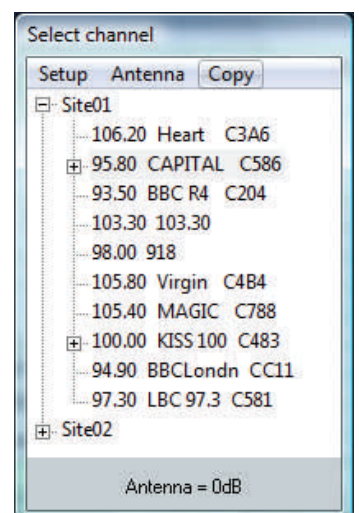 Select channel
Setup Antenna Copy
Site01
106.20 Heart C3A6
95.80 CAPITAL C586
93.50 BBC R4 C204
103.30 103.30
98.00 918
105.80 Virgin C4B4
105.40 MAGIC C788
100.00 KISS 100 C483
94.90 BBCLondn CC11
97.30 LBC 97.3 C581
Site02
Antenna = 0dB